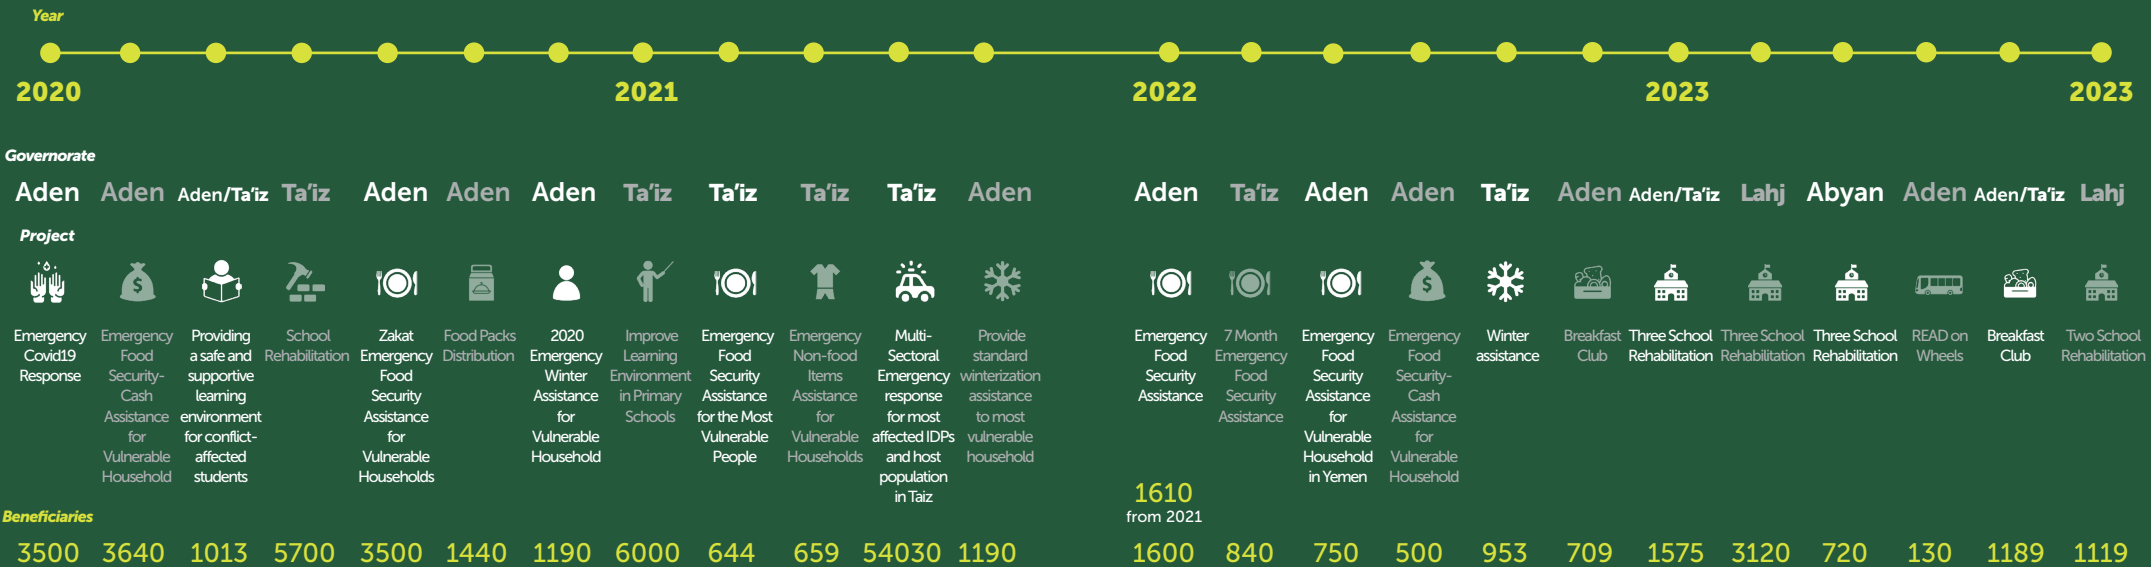 Year
2020
2021
2022
2023
2023
Governorate
Aden
Aden
Aden/Ta'iz
Ta'iz
Aden
Aden
Aden
Ta'iz
Ta'iz
Ta'iz
Ta'iz
Aden
Aden
Ta'iz
Aden
Aden
Ta'iz
Aden
Aden/Ta'iz
Lahj
Abyan
Aden
Aden/Ta'iz
Lahj
Project
$
$
Emergency
Covid19
Response
Emergency
Food
Security-
Cash
Assistance
for
Vulnerable
Household
Providing
a safe and
supportive
learning
environment
for conflict-
affected
students
School
Rehabilitation
Zakat
Emergency
Food
Security
Assistance
for
Vulnerable
Households
Food Packs
Distribution
2020
Emergency
Winter
Assistance
for
Vulnerable
Household
Improve
Learning
Environment
in Primary
Schools
Emergency
Food
Security
Assistance
for the Most
Vulnerable
People
Emergency
Non-food
Items
Assistance
for
Vulnerable
Households
Multi-
Sectoral
Emergency
response
for most
affected IDPs
and host
population
in Taiz
Provide
standard
winterization
assistance
to most
vulnerable
household
Emergency
Food
Security
Assistance
7 Month
Emergency
Food
Security
Assistance
Emergency
Food
Security
Assistance
for
Vulnerable
Household
in Yemen
Emergency
Food
Security-
Cash
Assistance
for
Vulnerable
Household
Winter
assistance
Breakfast
Club
Three School
Rehabilitation
Three School
Rehabilitation
Three School
Rehabilitation
READ on
Wheels
Breakfast
Club
Two School
Rehabilitation
Beneficiaries
3500
3640
1013
5700
3500
1440
1190
6000
644
659
54030
1190
1610
from 2021
1600
840
750
500
953
709
1575
3120
720
130
1189
1119